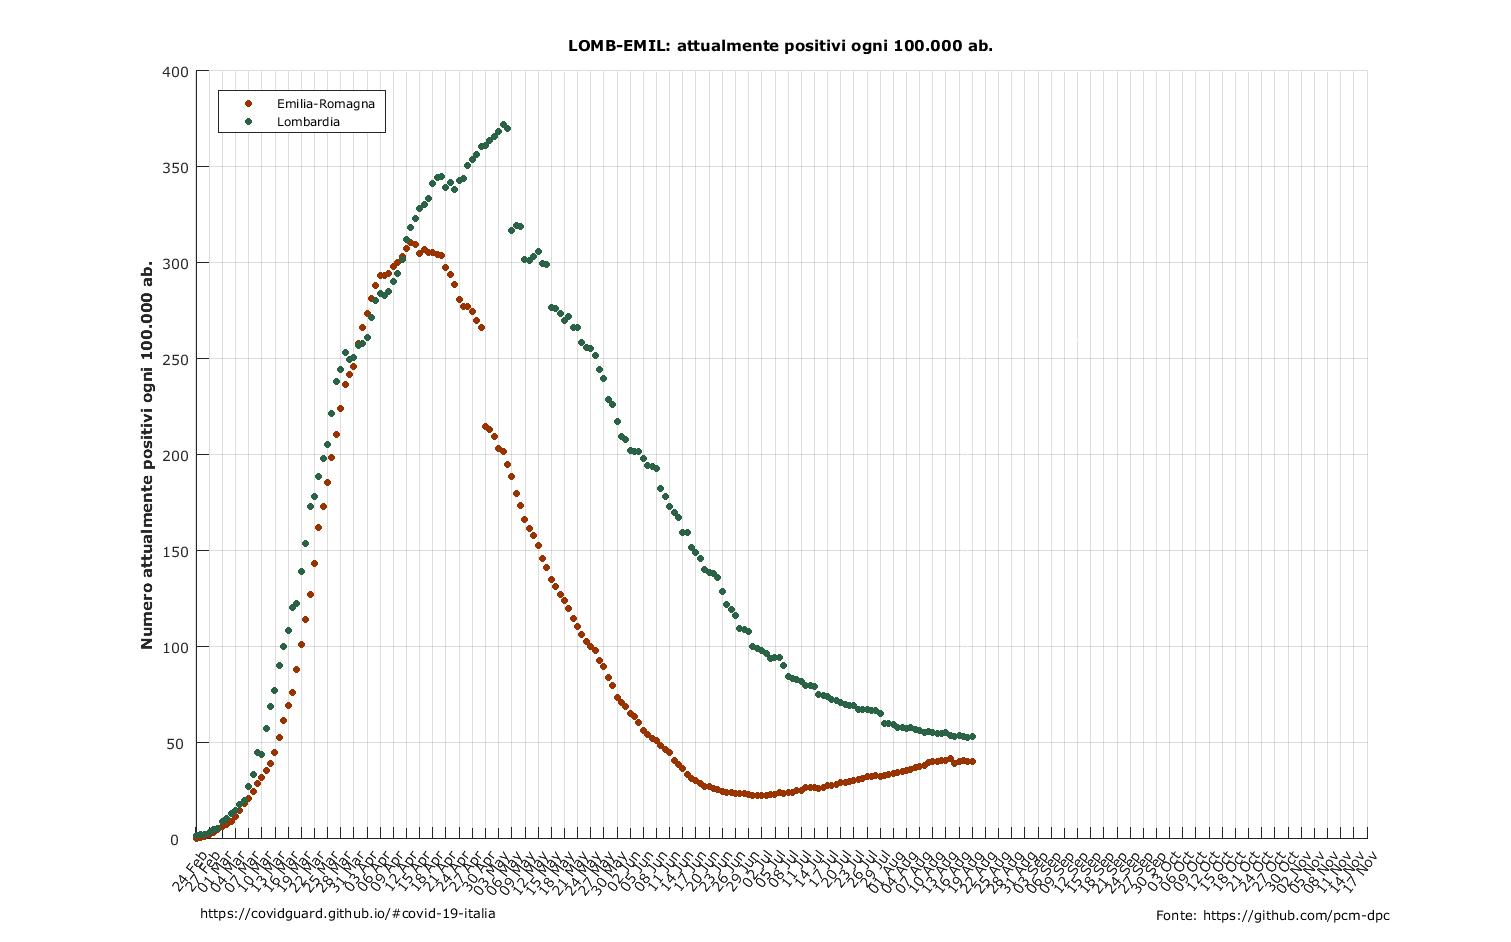 LOMB-EMIL: attualmente positivi ogni 100.000 ab.
Numero attualmente positivi ogni 100.000 ab.
400
350
300
250
200
150
100
50
0
Emilia-Romagna
Lombardia
24 Feb
27 Feb
01 Mar
04 Mar
07 Mar
10 Mar
13 Mar
16 Mar
19 Mar
22 Mar
25 Mar
28 Mar
31 Mar
03 Apr
06 Apr
09 Apr
12 Apr
15 Apr
18 Apr
21 Apr
24 Apr
27 Apr
30 Apr
03 May
06 May
09 May
12 May
15 May
18 May
21 May
24 May
27 May
30 May
02 Jun
05 Jun
08 Jun
11 Jun
14 Jun
17 Jun
20 Jun
23 Jun
26 Jun
29 Jun
02 Jul
05 Jul
08 Jul
11 Jul
14 Jul
17 Jul
20 Jul
23 Jul
26 Jul
29 Jul
01 Aug
04 Aug
07 Aug
10 Aug
13 Aug
16 Aug
19 Aug
22 Aug
25 Aug
28 Aug
31 Aug
03 Sep
06 Sep
09 Sep
12 Sep
15 Sep
18 Sep
21 Sep
24 Sep
27 Sep
30 Sep
03 Oct
06 Oct
09 Oct
12 Oct
15 Oct
18 Oct
21 Oct
24 Oct
27 Oct
30 Oct
02 Nov
05 Nov
08 Nov
11 Nov
14 Nov
17 Nov
https://covidguard.github.io/#covid-19-italia
Fonte: https://github.com/pcm-dpc